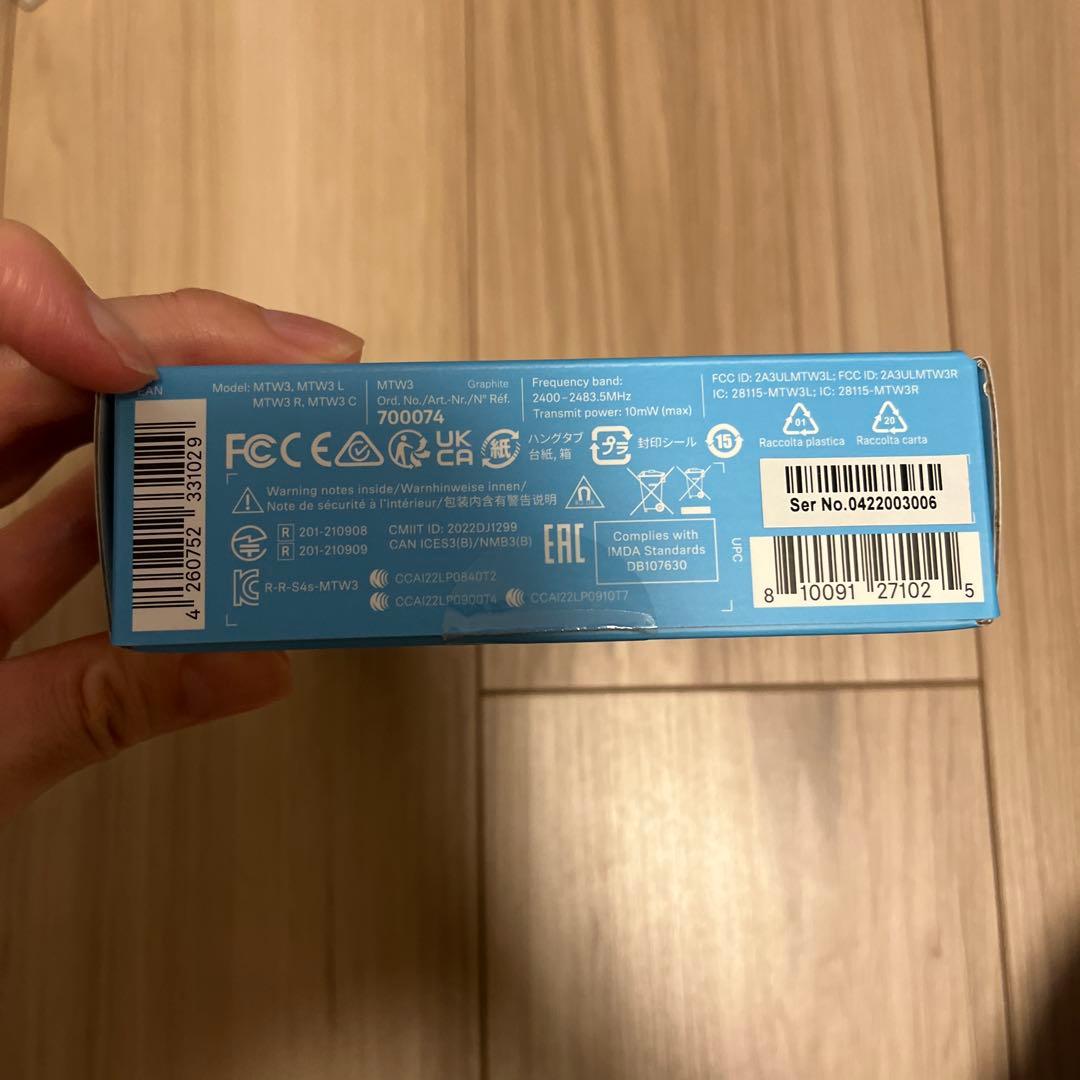 EAN
4 260752 331029
Model: MTW3, MTW3 L
MTW3 R, MTW3 C
MTW3 Graphite
Ord. No./Art-Nr./N° Réf.
700074
Frequency band:
2400-2483.5MHz
Transmit power: 10mW (max)
FCC ID: 2A3ULMTW3L; FCC ID: 2A3ULMTW3R
IC: 28115-MTW3L; IC: 28115-MTW3R
FC CE
UK
CA
紙
ハングタブ
台紙, 箱
プラ
封印シール
15
01
Raccolta plastica
20
Raccolta carta
Warning notes inside/Warnhinweise innen/
Note de sécurité à l'intérieur/包装内含有警告说明
R 201-210908
R 201-210909
CMIIT ID: 2022DJ1299
CAN ICES3(B)/NMB3(B)
EAC
Complies with
IMDA Standards
DB107630
R-R-S4s-MTW3
CCAI22LP0840T2
CCAI22LP0900T4
CCAI22LP0910T7
Ser No.0422003006
UPC
8 10091 27102 5